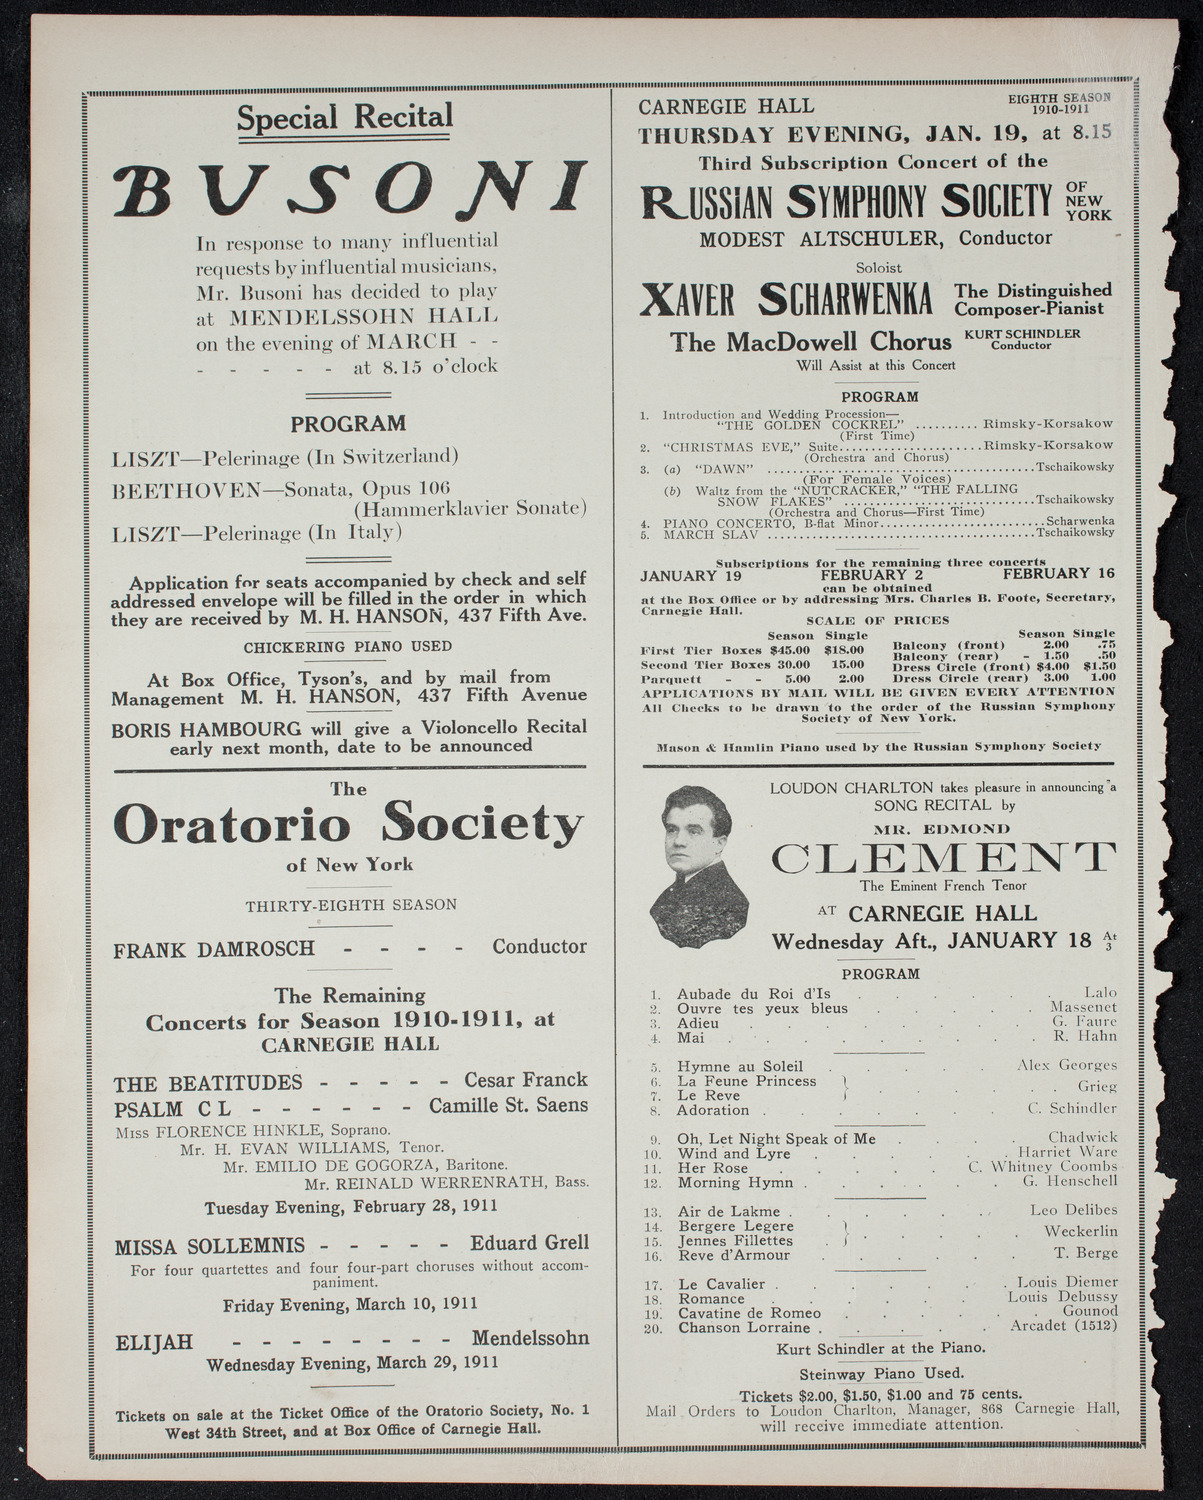 Special Recital
BUSONI
In response to many influential
requests by influential musicians,
Mr. Busoni has decided to play
at MENDELSSOHN HALL
on the evening of MARCH - -
- - - - - at 8.15 o'clock
PROGRAM
LISZT—Pelerinage (In Switzerland)
BEETHOVEN—Sonata, Opus 106
(Hammerklavier Sonate)
LISZT—Pelerinage (In Italy)
Application for seats accompanied by check and self
addressed envelope will be filled in the order in which
they are received by M. H. HANSON, 437 Fifth Ave.
CHICKERING PIANO USED
At Box Office, Tyson's, and by mail from
Management M. H. HANSON, 437 Fifth Avenue
BORIS HAMBOURG will give a Violoncello Recital
early next month, date to be announced
The
Oratorio Society
of New York
THIRTY-EIGHTH SEASON
FRANK DAMROSCH - - - - Conductor
The Remaining
Concerts for Season 1910-1911, at
CARNEGIE HALL
THE BEATITUDES - - - - - Cesar Franck
PSALM C L - - - - - - Camille St. Saens
Miss FLORENCE HINKLE, Soprano.
Mr. H. EVAN WILLIAMS, Tenor.
Mr. EMILIO DE GOGORZA, Baritone.
Mr. REINALD WERRENRATH, Bass.
Tuesday Evening, February 28, 1911
MISSA SOLLEMNIS - - - - - Eduard Grell
For four quartettes and four four-part choruses without accom-
paniment.
Friday Evening, March 10, 1911
ELIJAH - - - - - - - - Mendelssohn
Wednesday Evening, March 29, 1911
Tickets on sale at the Ticket Office of the Oratorio Society, No. 1
West 34th Street, and at Box Office of Carnegie Hall.
CARNEGIE HALL EIGHTH SEASON
1910-1911
THURSDAY EVENING, JAN. 19, at 8.15
Third Subscription Concert of the
RUSSIAN SYMPHONY SOCIETY OF NEW YORK
MODEST ALTSCHULER, Conductor
Soloist
XAVER SCHARWENKA The Distinguished Composer-Pianist
The MacDowell Chorus KURT SCHINDLER Conductor
Will Assist at this Concert
PROGRAM
1. Introduction and Wedding Procession—
"THE GOLDEN COCKREL" .......... Rimsky-Korsakow
(First Time)
2. "CHRISTMAS EVE," Suite.....................Rimsky-Korsakow
(Orchestra and Chorus)
3. (a) "DAWN" .......................................Tschaikowsky
(For Female Voices)
(b) Waltz from the "NUTCRACKER," "THE FALLING
SNOW FLAKES" ........................Tschaikowsky
(Orchestra and Chorus—First Time)
4. PIANO CONCERTO, B-flat Minor........................Scharwenka
5. MARCH SLAV .......................................Tschaikowsky
Subscriptions for the remaining three concerts
JANUARY 19 FEBRUARY 2 FEBRUARY 16
can be obtained
at the Box Office or by addressing Mrs. Charles B. Foote, Secretary,
Carnegie Hall.
SCALE OF PRICES
Season Single
First Tier Boxes $45.00 $18.00
Second Tier Boxes 30.00 15.00
Parquett - - 5.00 2.00
Season Single
Balcony (front) 2.00 .75
Balcony (rear) - 1.50 .50
Dress Circle (front) $4.00 $1.50
Dress Circle (rear) 3.00 1.00
APPLICATIONS BY MAIL WILL BE GIVEN EVERY ATTENTION
All Checks to be drawn to the order of the Russian Symphony
Society of New York.
Mason & Hamlin Piano used by the Russian Symphony Society
LOUDON CHARLTON takes pleasure in announcing a
SONG RECITAL by
MR. EDMOND
CLEMENT
The Eminent French Tenor
AT CARNEGIE HALL
Wednesday Aft., JANUARY 18 At 3
PROGRAM
1. Aubade du Roi d'Is . . . . . Lalo
2. Ouvre tes yeux bleus . . . . . Massenet
3. Adieu . . . . . . . G. Faure
4. Mai . . . . . . . R. Hahn
5. Hymne au Soleil . . . . . Alex Georges
6. La Feune Princess }
7. Le Reve } . . . . Grieg
8. Adoration . . . . . . C. Schindler
9. Oh, Let Night Speak of Me . . . Chadwick
10. Wind and Lyre . . . . . . Harriet Ware
11. Her Rose . . . . . C. Whitney Coombs
12. Morning Hymn . . . . . . G. Henschell
13. Air de Lakme . . . . . . Leo Delibes
14. Bergere Legere }
15. Jennes Fillettes . } . . . . Weckerlin
16. Reve d'Armour . . . . . T. Berge
17. Le Cavalier . . . . . . Louis Diemer
18. Romance . . . . . . Louis Debussy
19. Cavatine de Romeo . . . . . Gounod
20. Chanson Lorraine . . . . . Arcadet (1512)
Kurt Schindler at the Piano.
Steinway Piano Used.
Tickets $2.00, $1.50, $1.00 and 75 cents.
Mail Orders to Loudon Charlton, Manager, 868 Carnegie Hall,
will receive immediate attention.